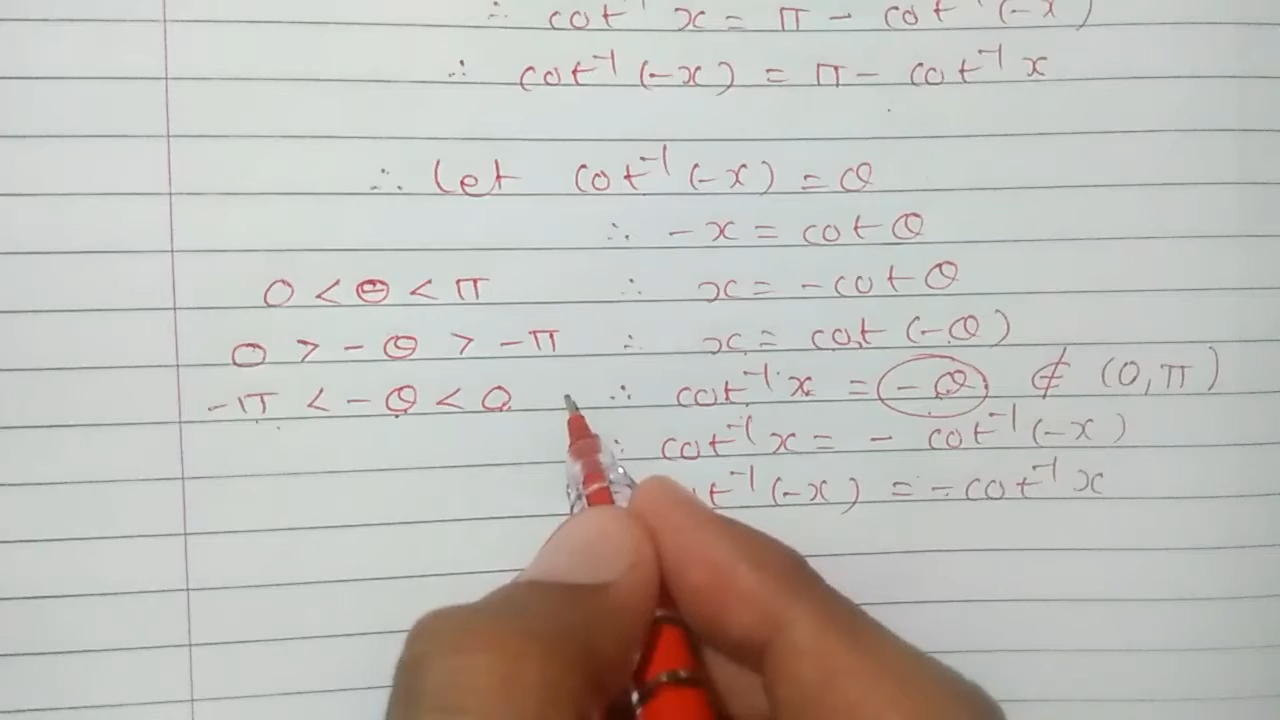 ∴ cot⁻¹ x = π − cot⁻¹ (−x)
∴ cot⁻¹ (−x) = π − cot⁻¹ x
∴ Let cot⁻¹ (−x) = θ
∴ −x = cot θ
0 < θ < π ∴ x = −cot θ
0 > −θ > −π ∴ x = cot (−θ)
−π < −θ < 0 ∴ cot⁻¹ x = −θ ∉ (0, π)
∴ cot⁻¹ x = − cot⁻¹ (−x)
t⁻¹ (−x) = −cot⁻¹ x